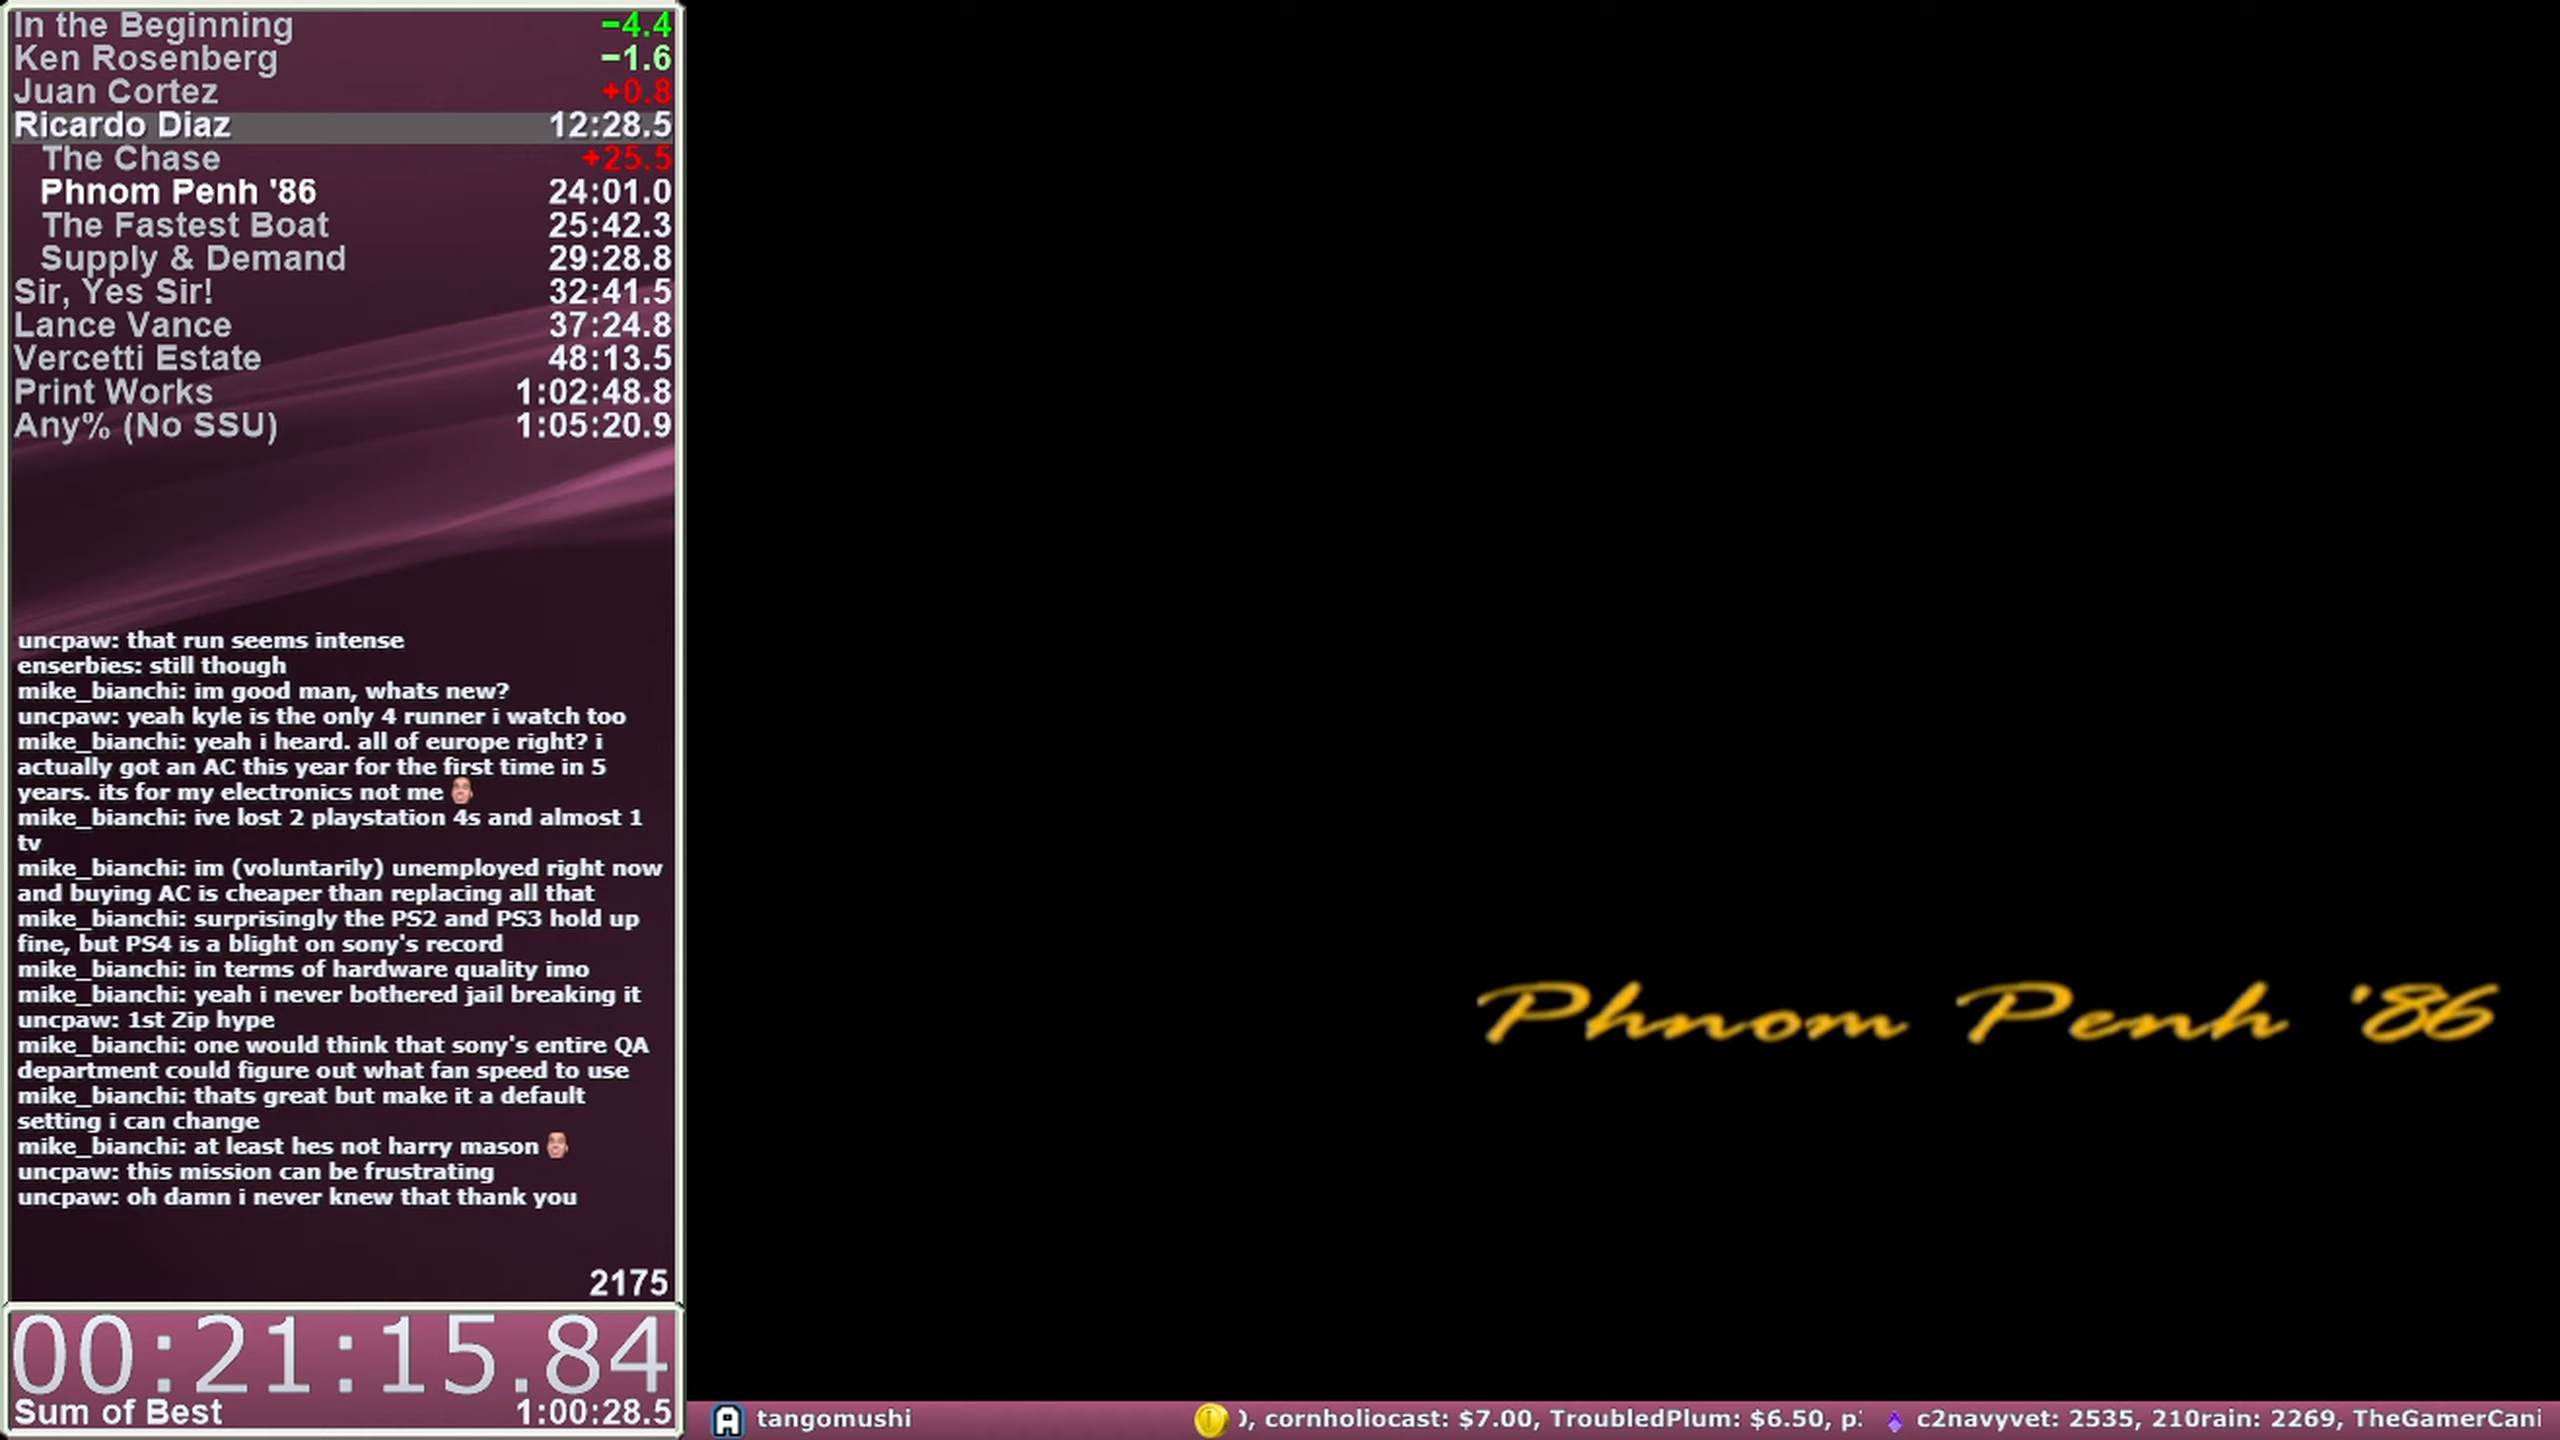 In the Beginning −4.4
Ken Rosenberg −1.6
Juan Cortez +0.8
Ricardo Diaz 12:28.5
The Chase +25.5
Phnom Penh '86 24:01.0
The Fastest Boat 25:42.3
Supply & Demand 29:28.8
Sir, Yes Sir! 32:41.5
Lance Vance 37:24.8
Vercetti Estate 48:13.5
Print Works 1:02:48.8
Any% (No SSU) 1:05:20.9
uncpaw: that run seems intense
enserbies: still though
mike_bianchi: im good man, whats new?
uncpaw: yeah kyle is the only 4 runner i watch too
mike_bianchi: yeah i heard. all of europe right? i
actually got an AC this year for the first time in 5
years. its for my electronics not me
mike_bianchi: ive lost 2 playstation 4s and almost 1
tv
mike_bianchi: im (voluntarily) unemployed right now
and buying AC is cheaper than replacing all that
mike_bianchi: surprisingly the PS2 and PS3 hold up
fine, but PS4 is a blight on sony's record
mike_bianchi: in terms of hardware quality imo
mike_bianchi: yeah i never bothered jail breaking it
uncpaw: 1st Zip hype
mike_bianchi: one would think that sony's entire QA
department could figure out what fan speed to use
mike_bianchi: thats great but make it a default
setting i can change
mike_bianchi: at least hes not harry mason
uncpaw: this mission can be frustrating
uncpaw: oh damn i never knew that thank you
2175
00:21:15.84
Sum of Best 1:00:28.5
Phnom Penh '86
A tangomushi ), cornholiocast: $7.00, TroubledPlum: $6.50, p: c2navyvet: 2535, 210rain: 2269, TheGamerCani